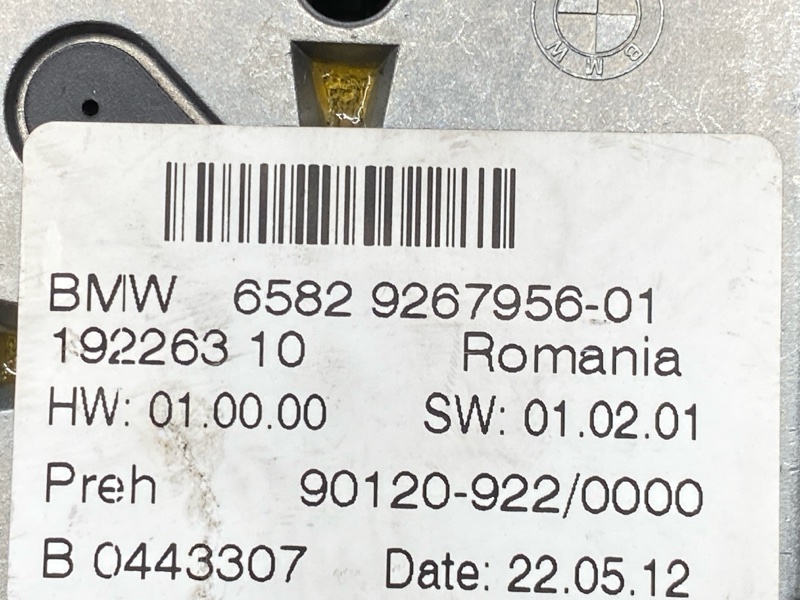 BMW
BMW 6582 9267956-01
192263 10 Romania
HW: 01.00.00 SW: 01.02.01
Preh 90120-922/0000
B 0443307 Date: 22.05.12